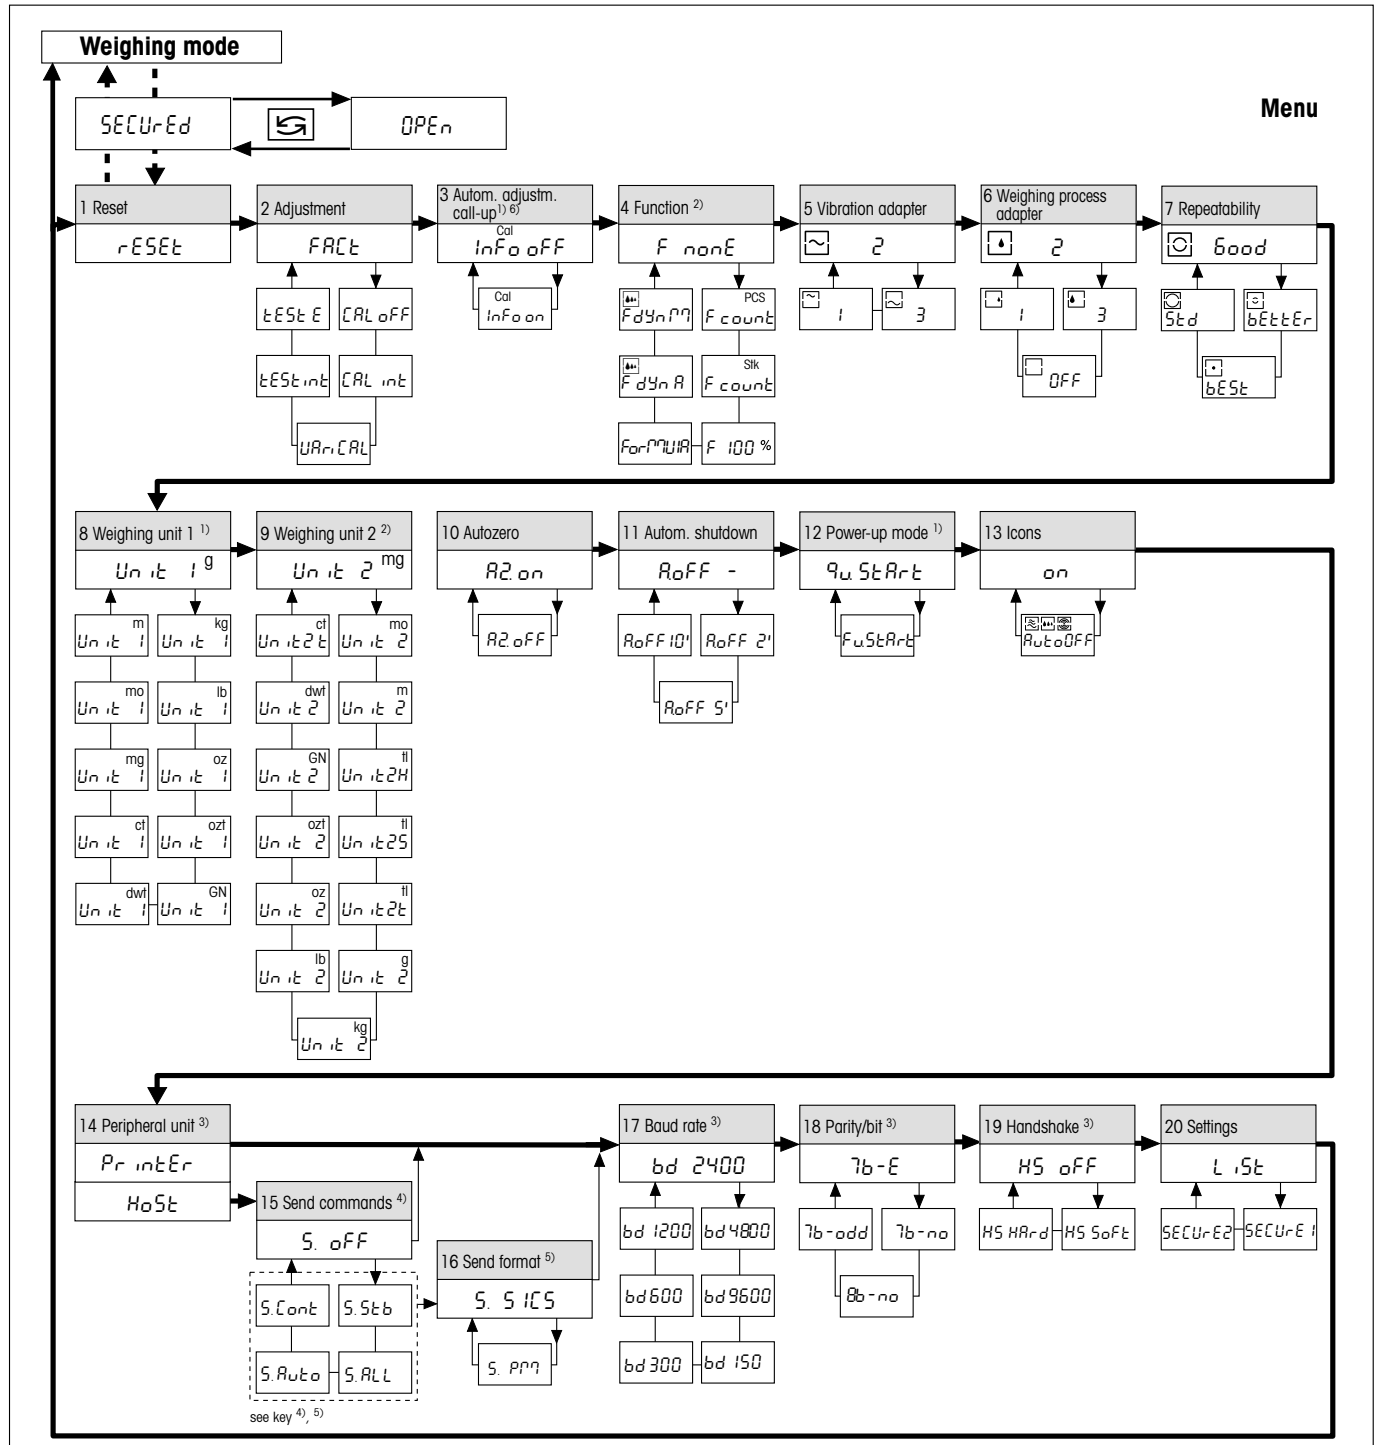 Weighing mode
SECUrEd
OPEn
Menu
1 Reset
rESEt
2 Adjustment
FACt
tESt E
CAL oFF
tESt int
CAL int
VAriCAL
3 Autom. adjustm.
call-up 1) 6)
Cal
InFo oFF
Cal
InFo on
4 Function 2)
F nonE
F dYn M
PCS
F count
F dYn A
Stk
F count
ForMULA
F 100 %
5 Vibration adapter
2
1
3
6 Weighing process
adapter
2
1
3
OFF
7 Repeatability
Good
Std
bEttEr
bESt
8 Weighing unit 1 1)
g
Unit 1
m
Unit 1
kg
Unit 1
mo
Unit 1
lb
Unit 1
mg
Unit 1
oz
Unit 1
ct
Unit 1
ozt
Unit 1
dwt
Unit 1
GN
Unit 1
9 Weighing unit 2 2)
mg
Unit 2
ct
Unit2t
mo
Unit 2
dwt
Unit 2
m
Unit 2
GN
Unit 2
tl
Unit2H
ozt
Unit 2
tl
Unit2S
oz
Unit 2
tl
Unit2t
lb
Unit 2
g
Unit 2
kg
Unit 2
10 Autozero
AZ. on
AZ. oFF
11 Autom. shutdown
A.oFF -
A.oFF 10'
A.oFF 2'
A.oFF 5'
12 Power-up mode 1)
qu. StArt
Fu.StArt
13 Icons
on
AutoOFF
14 Peripheral unit 3)
PrintEr
HoSt
15 Send commands 4)
S. oFF
S.Cont
S.Stb
S.Auto
S.ALL
see key 4), 5)
16 Send format 5)
S. SICS
S. PM
17 Baud rate 3)
bd 2400
bd 1200
bd 4800
bd 600
bd 9600
bd 300
bd 150
18 Parity/bit 3)
7b-E
7b-odd
7b-no
8b-no
19 Handshake 3)
HS oFF
HS HArd
HS SoFt
20 Settings
LiSt
SECUrE2
SECUrE1